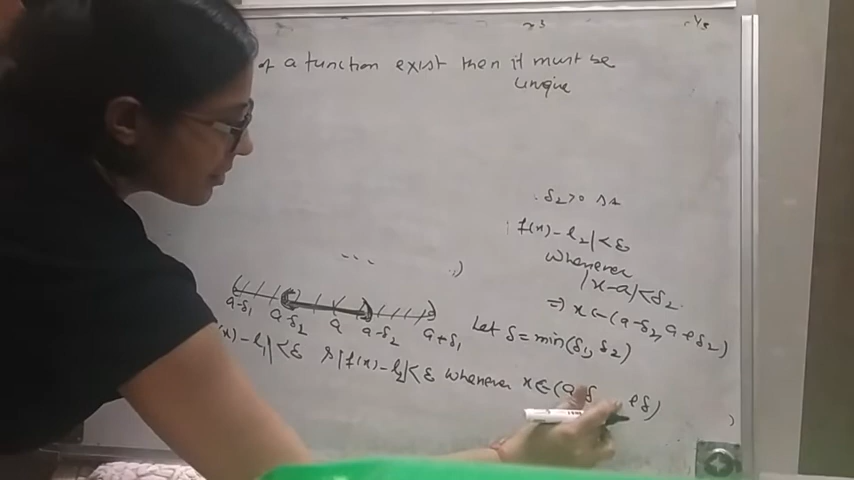 of a function exist then it must be
unique
δ₂>0 st
|f(x)-l₂|<ε
whenever
|x-a|<δ₂
⇒ x∈(a-δ₂, a+δ₂)
a-δ₁ a-δ₂ a a-δ₂ a+δ₁
Let δ=min(δ₁, δ₂)
(x)-l₁|<ε & |f(x)-l₂|<ε whenever x∈(a δ +δ)